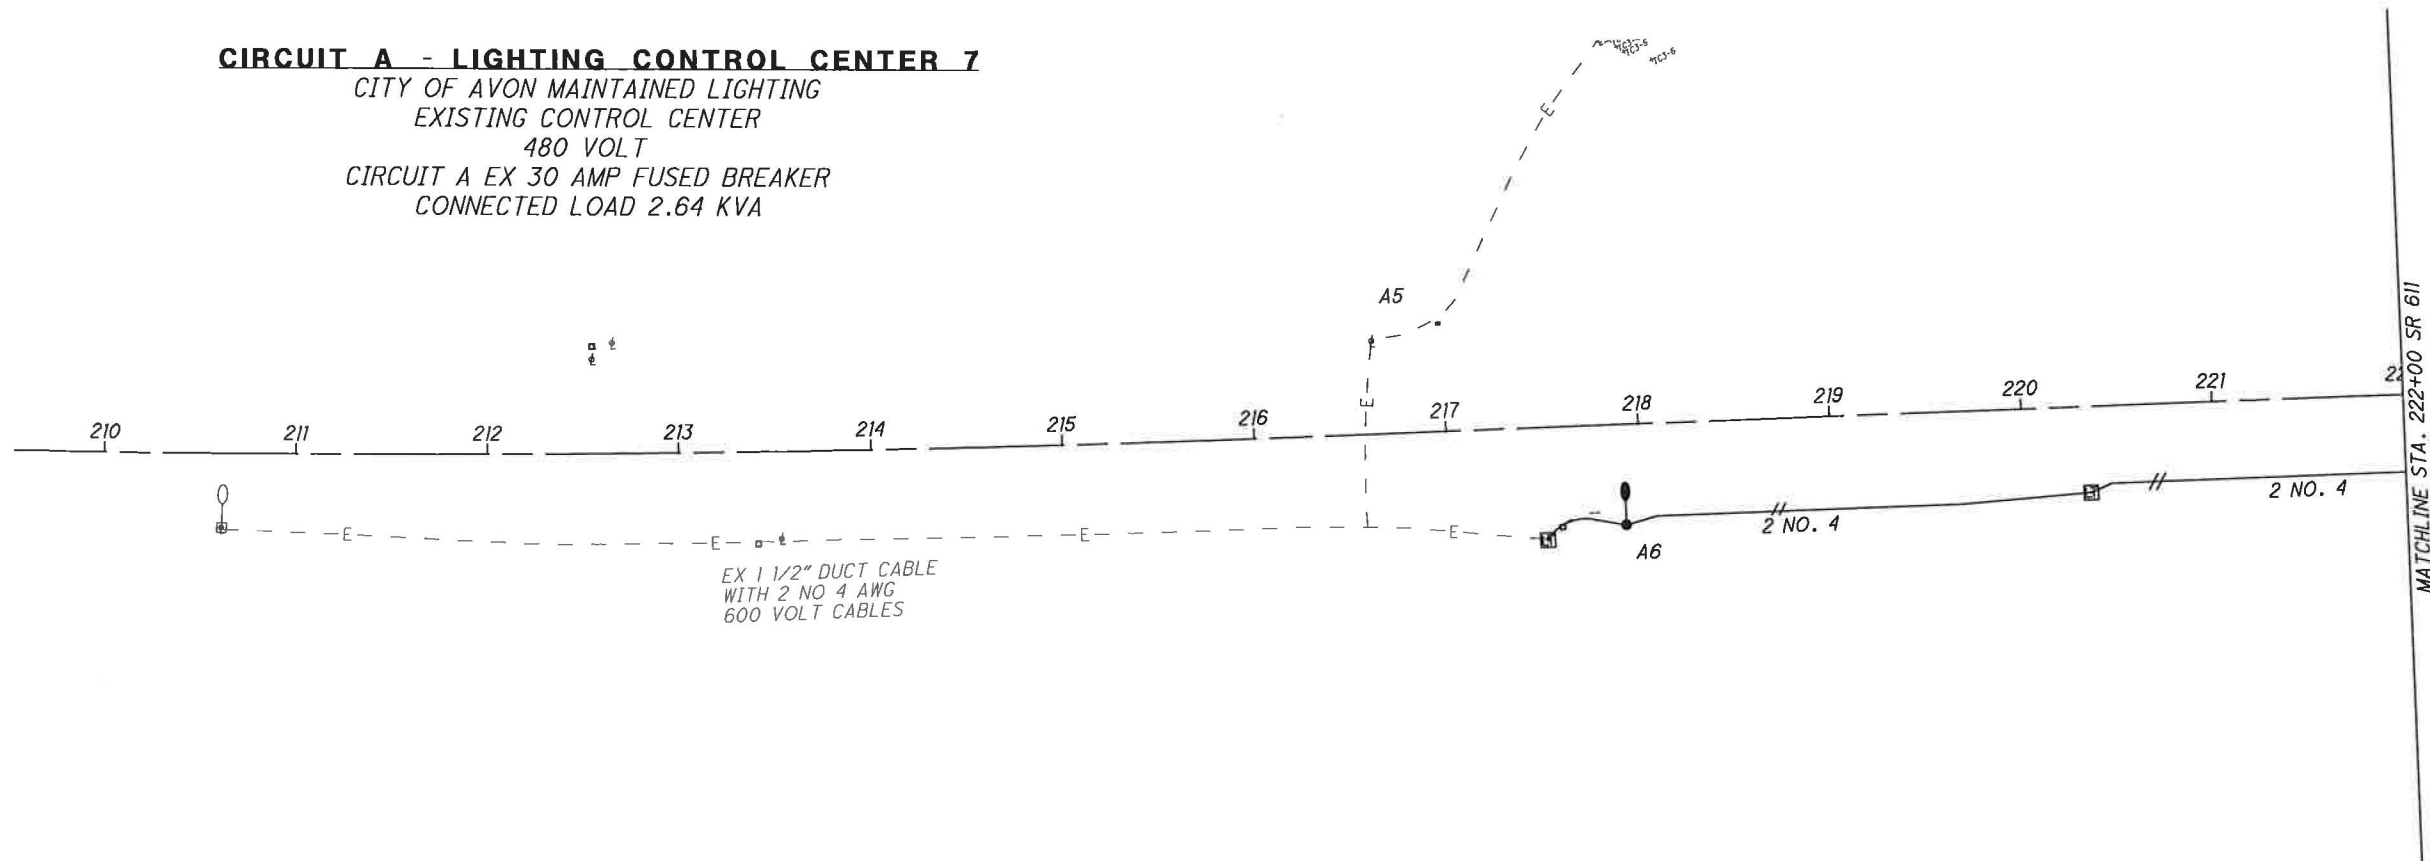 CIRCUIT A - LIGHTING CONTROL CENTER 7
CITY OF AVON MAINTAINED LIGHTING
EXISTING CONTROL CENTER
480 VOLT
CIRCUIT A EX 30 AMP FUSED BREAKER
CONNECTED LOAD 2.64 KVA
E
A5
E
210
211
212
213
214
215
216
217
218
219
220
221
MATCHLINE STA. 222+00 SR 611
E
E
E
E
2 NO. 4
2 NO. 4
A6
EX 1 1/2" DUCT CABLE
WITH 2 NO 4 AWG
600 VOLT CABLES